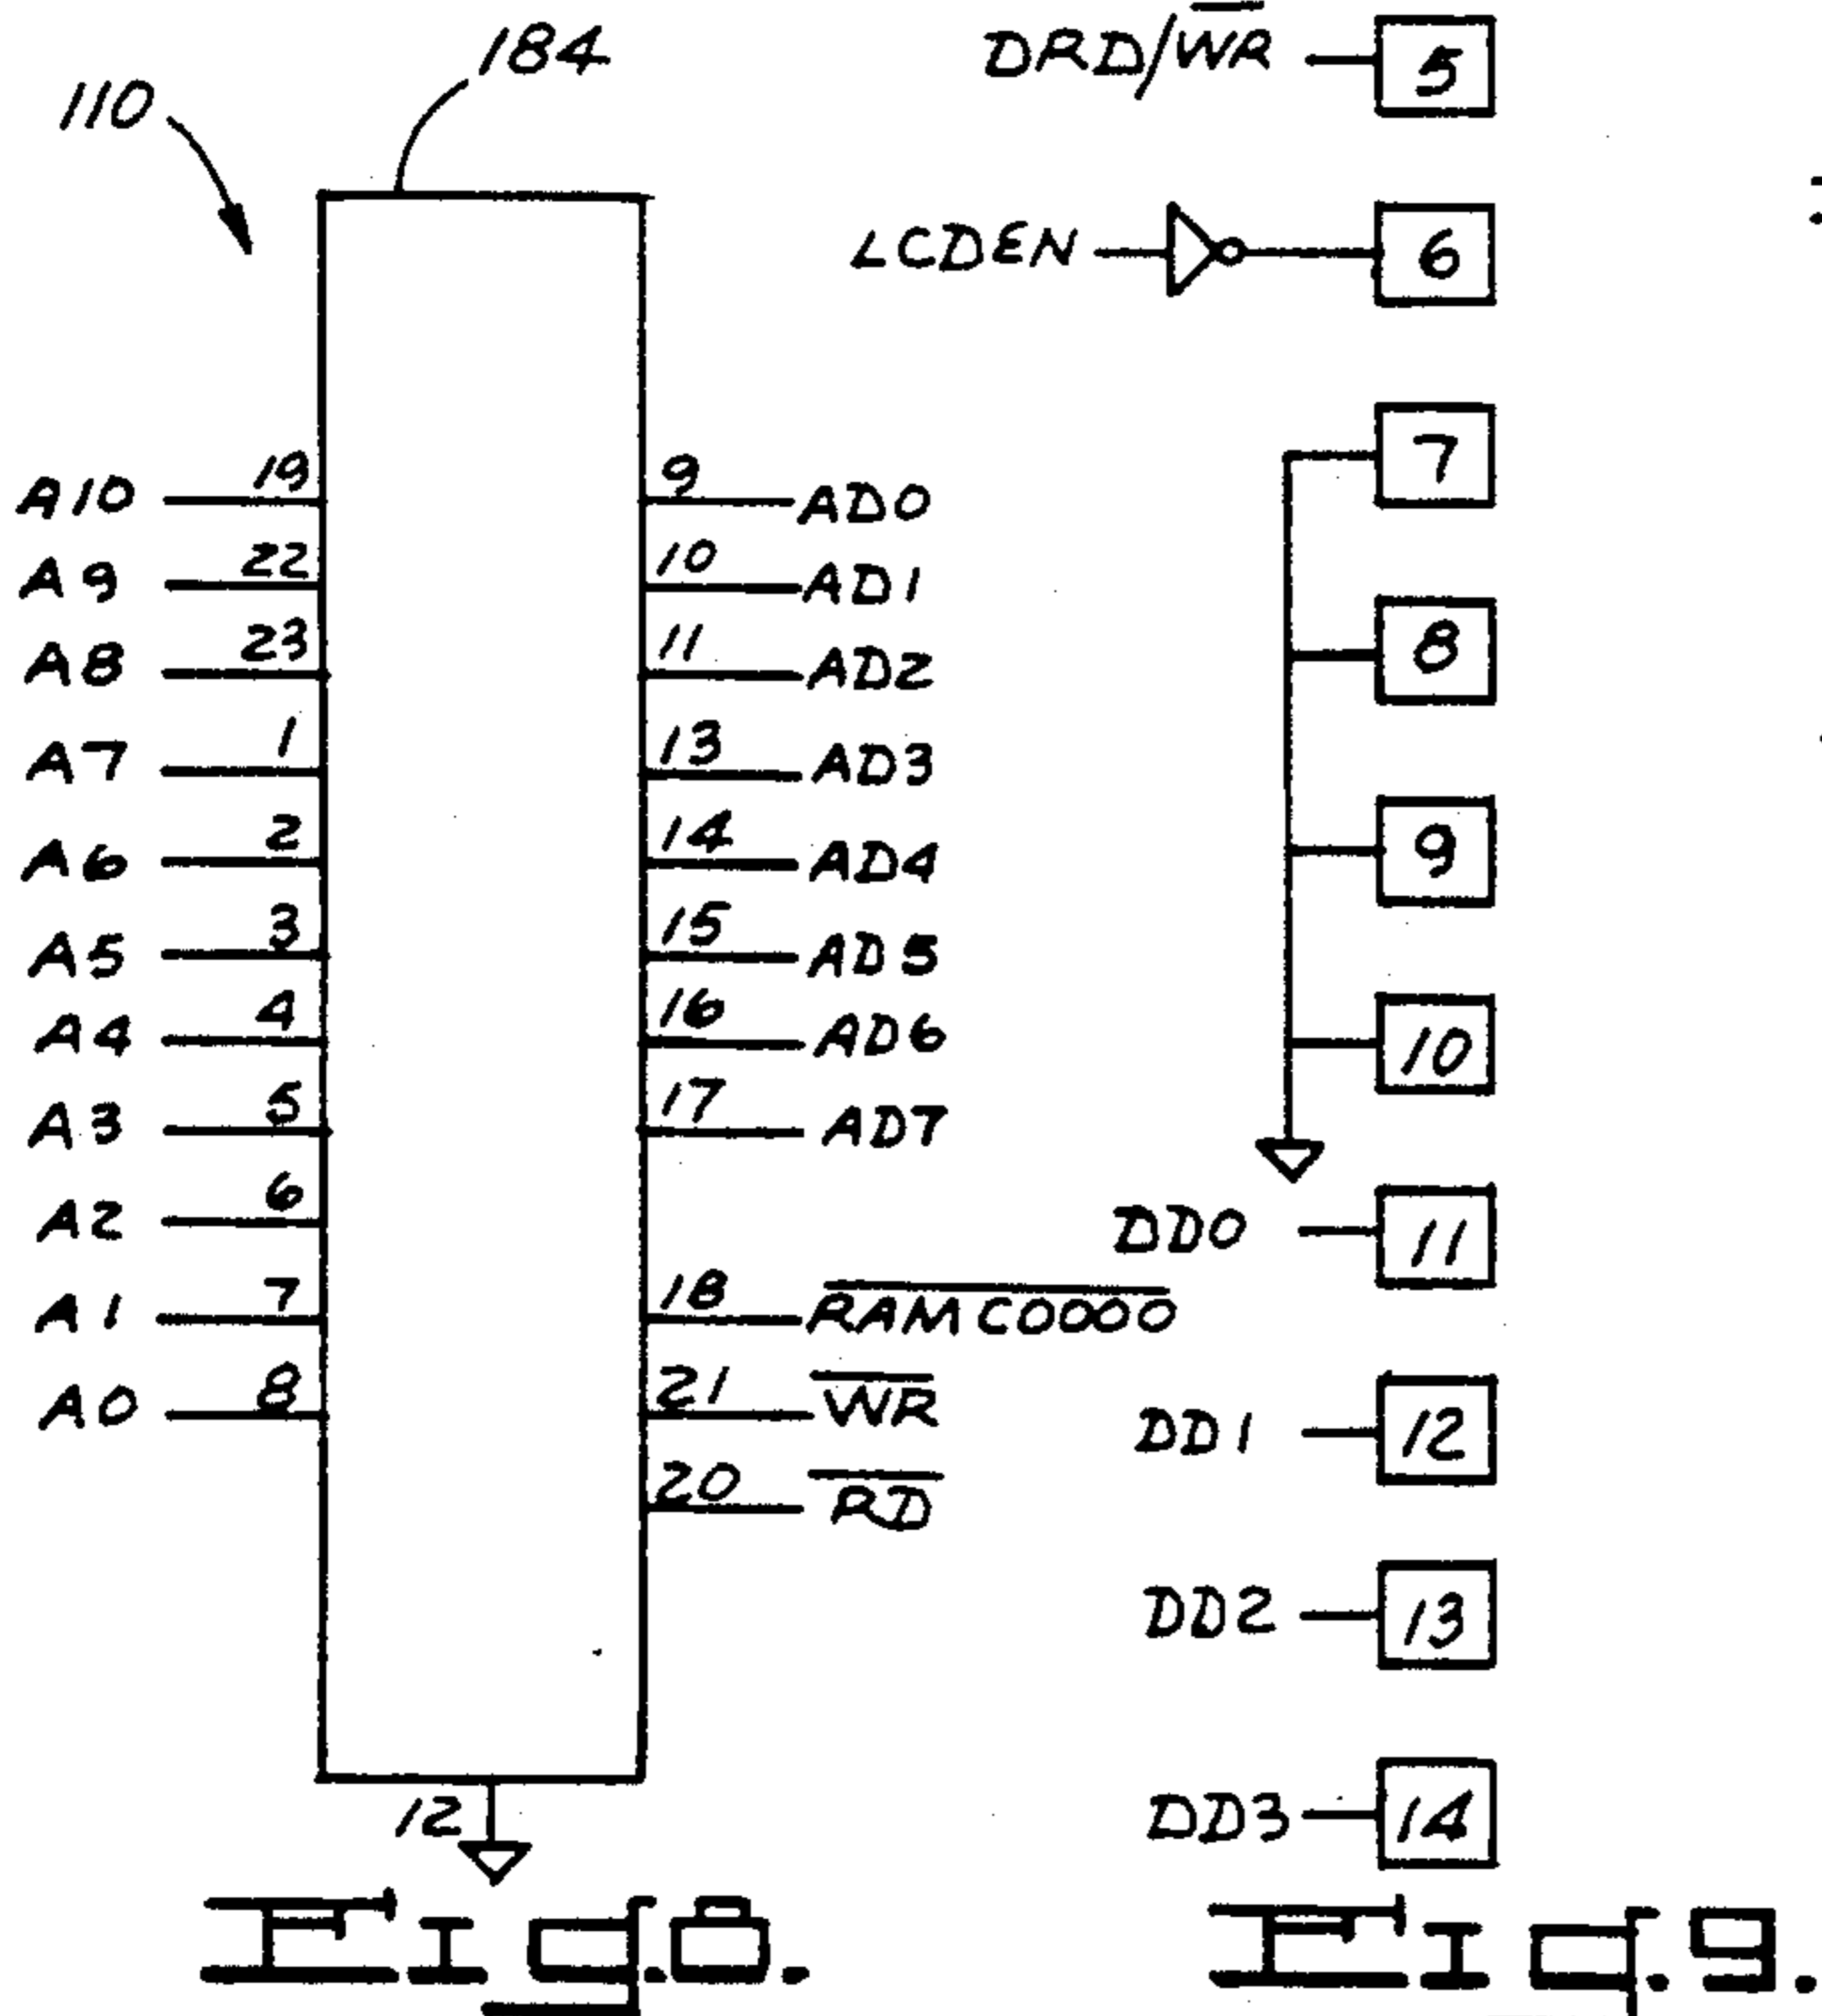 110
184
A10 19
A9 22
A8 23
A7 1
A6 2
A5 3
A4 4
A3 5
A2 6
A1 7
A0 8
9 AD0
10 AD1
11 AD2
13 AD3
14 AD4
15 AD5
16 AD6
17 AD7
18 RAMC0000
21 WR
20 RD
12
Fig.8.
DRD/WR 5
LCDEN 6
7
8
9
10
DD0 11
DD1 12
DD2 13
DD3 14
Fig.9.